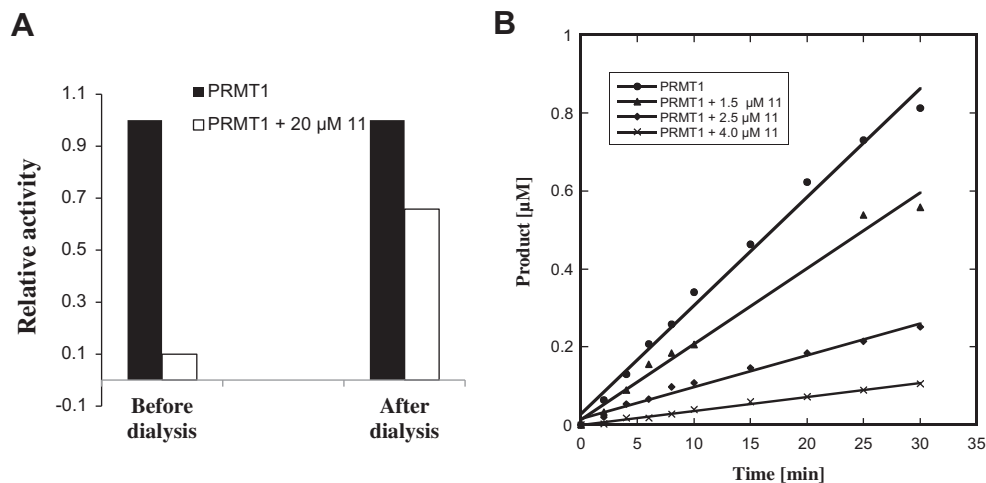 A
PRMT1
PRMT1 + 20 µM 11
1.1
0.9
0.7
0.5
0.3
0.1
-0.1
Relative activity
Before dialysis
After dialysis
B
PRMT1
PRMT1 + 1.5 µM 11
PRMT1 + 2.5 µM 11
PRMT1 + 4.0 µM 11
1
0.8
0.6
0.4
0.2
0
Product [µM]
0 5 10 15 20 25 30 35
Time [min]